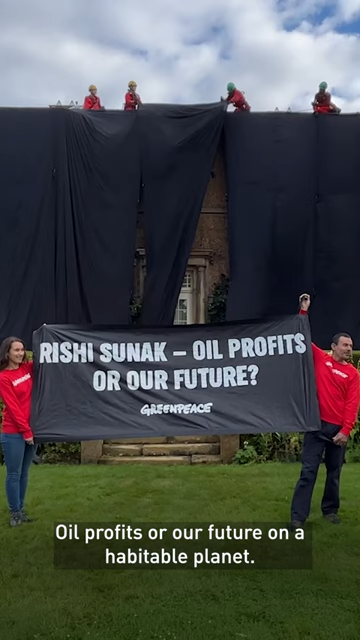 RISHI SUNAK – OIL PROFITS
OR OUR FUTURE?
GREENPEACE
Oil profits or our future on a
habitable planet.